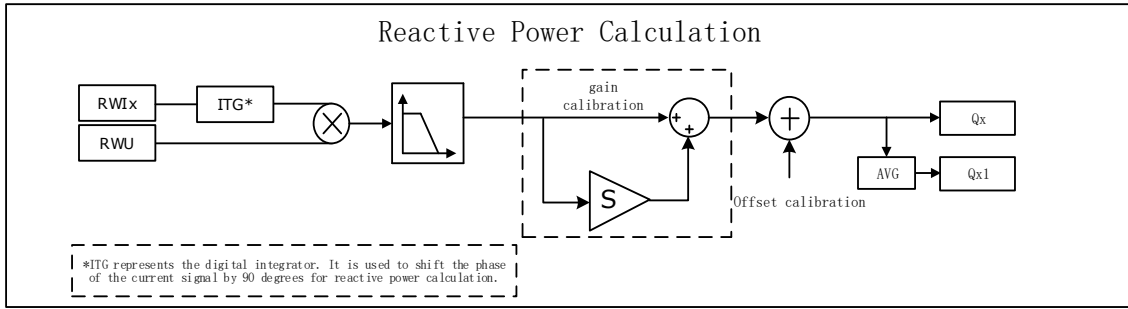 Reactive Power Calculation
RWIx
ITG*
RWU
gain
calibration
+
+
S
Offset calibration
Qx
AVG
Qx1
*ITG represents the digital integrator. It is used to shift the phase
of the current signal by 90 degrees for reactive power calculation.